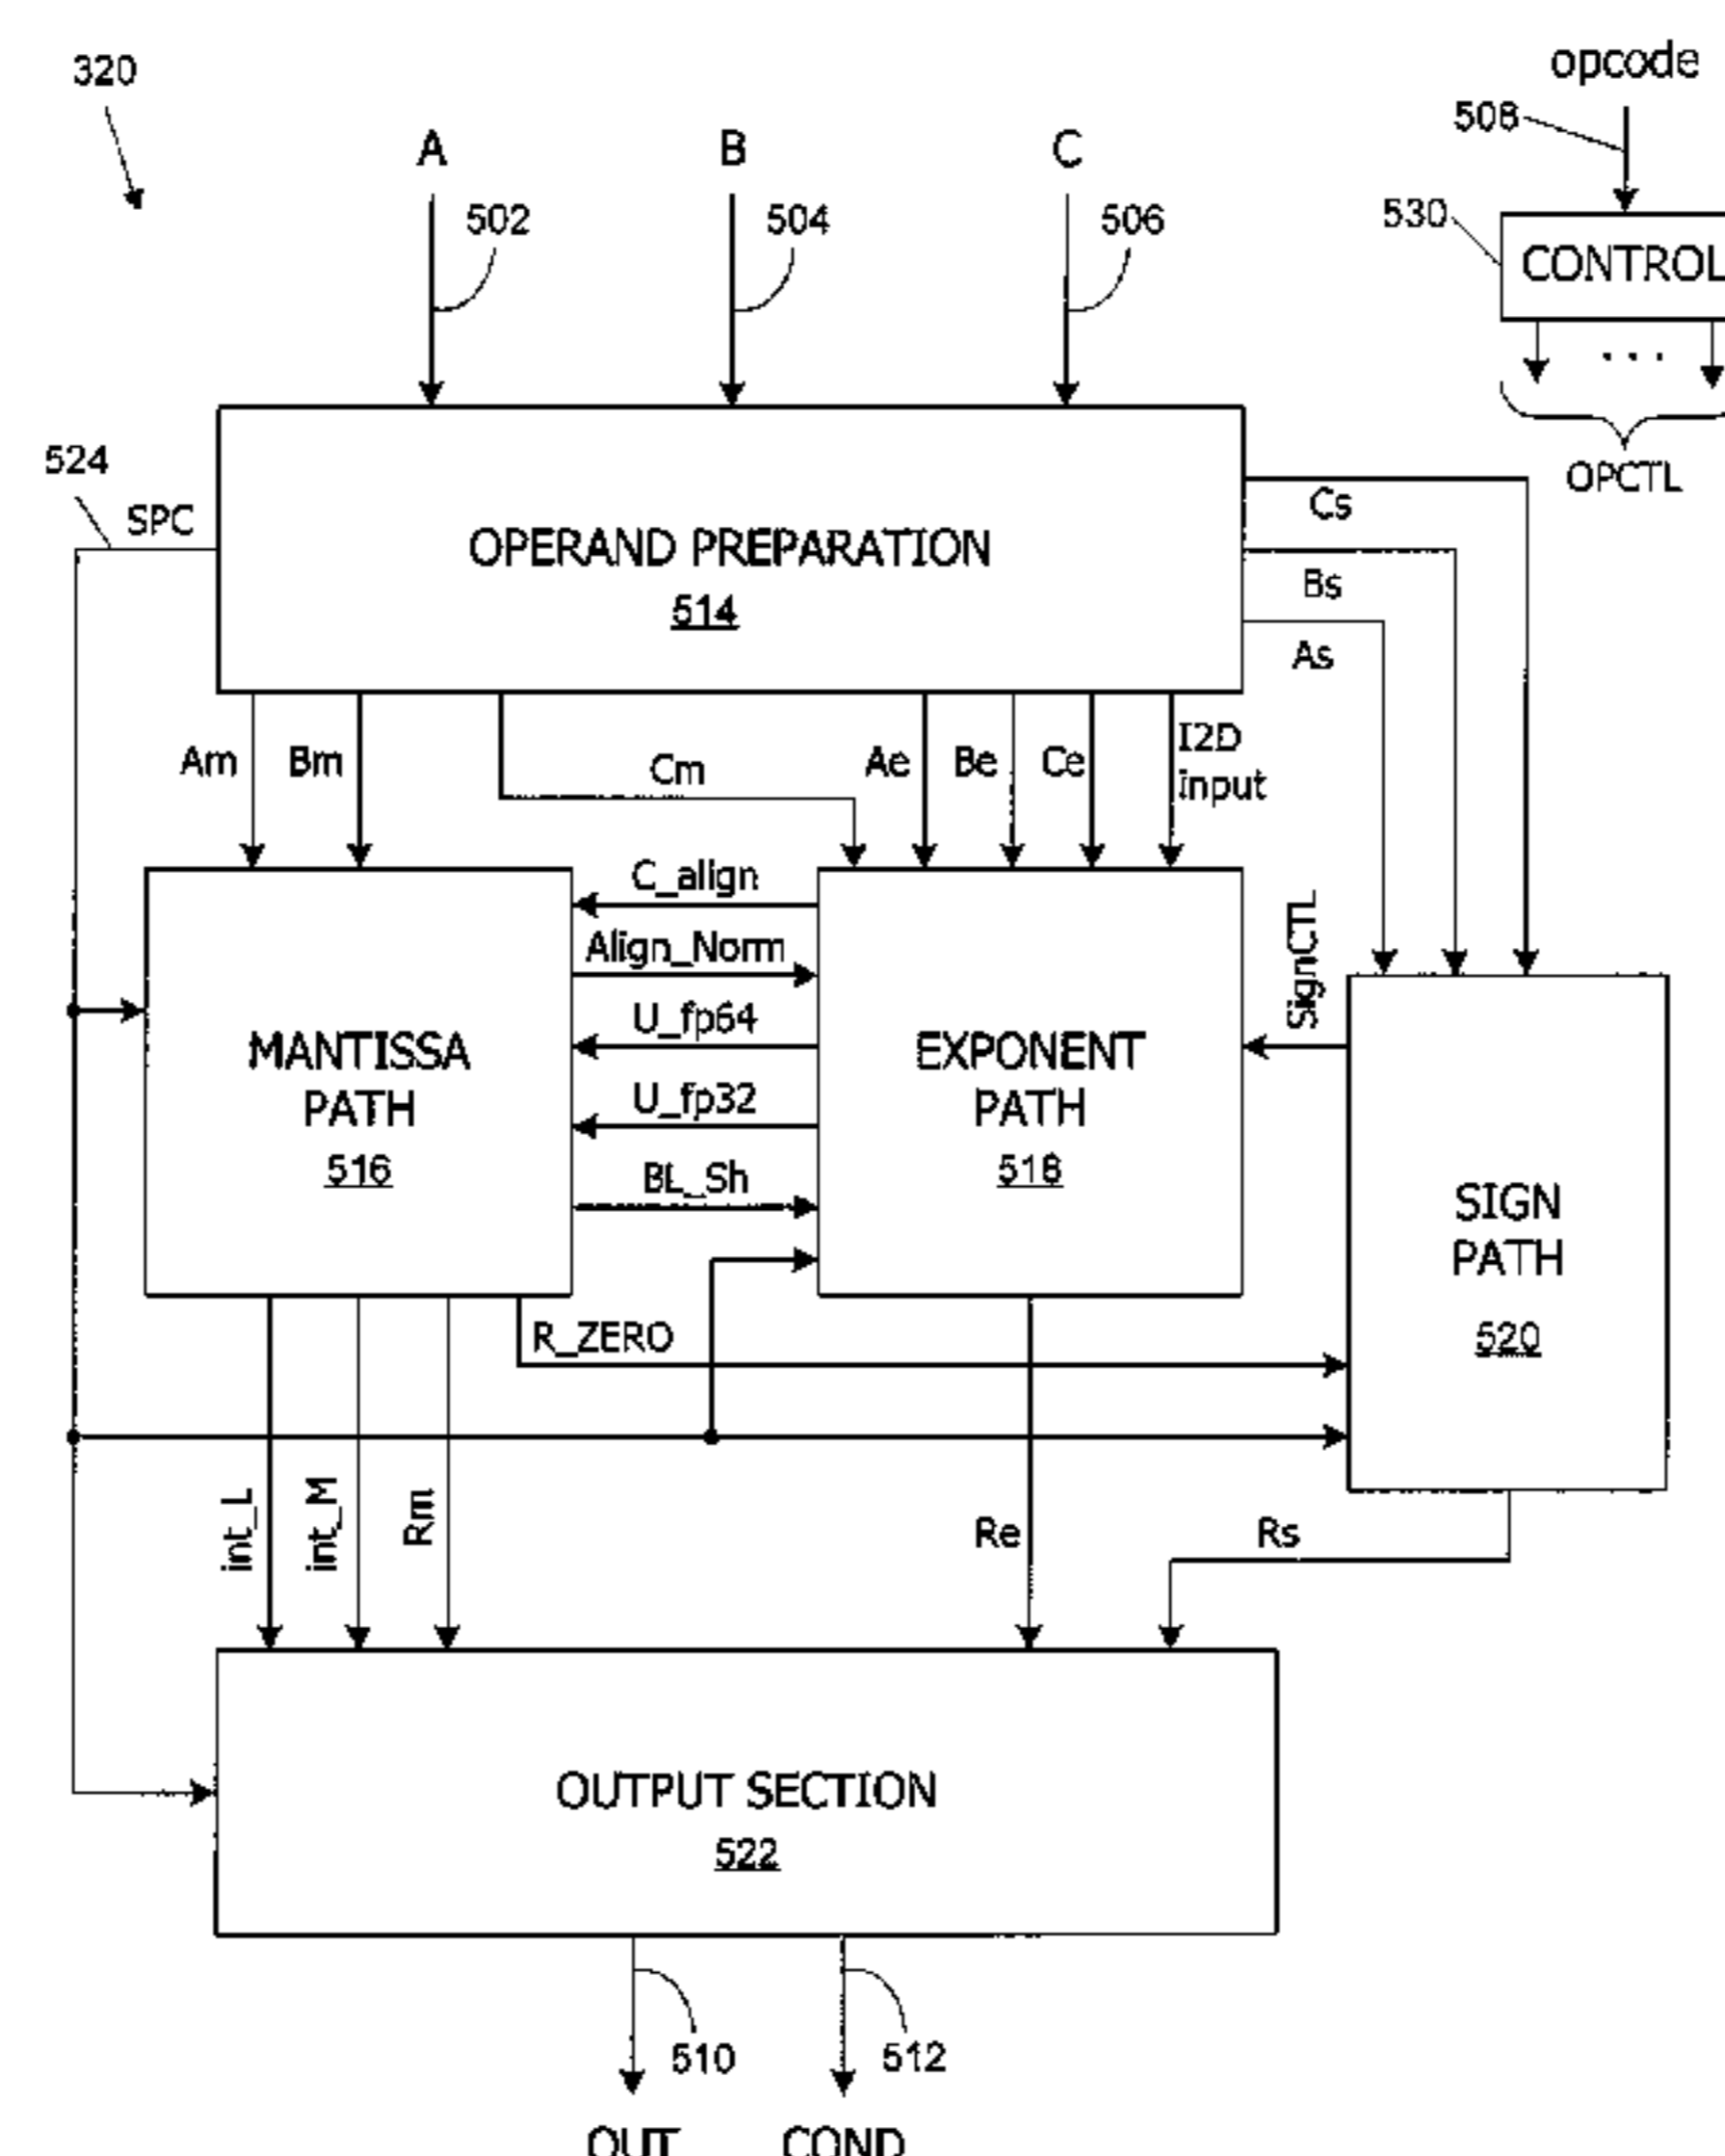 320
opcode
508
A
B
C
502
504
506
530
CONTROL
. . .
OPCTL
524
SPC
OPERAND PREPARATION
514
Cs
Bs
As
Am
Bm
Cm
Ae
Be
Ce
I2D
input
C_align
Align_Norm
U_fp64
U_fp32
BL_Sh
SignCTL
MANTISSA
PATH
516
EXPONENT
PATH
518
SIGN
PATH
520
R_ZERO
int_L
int_M
Rm
Re
Rs
OUTPUT SECTION
522
510
512
OUT
COND